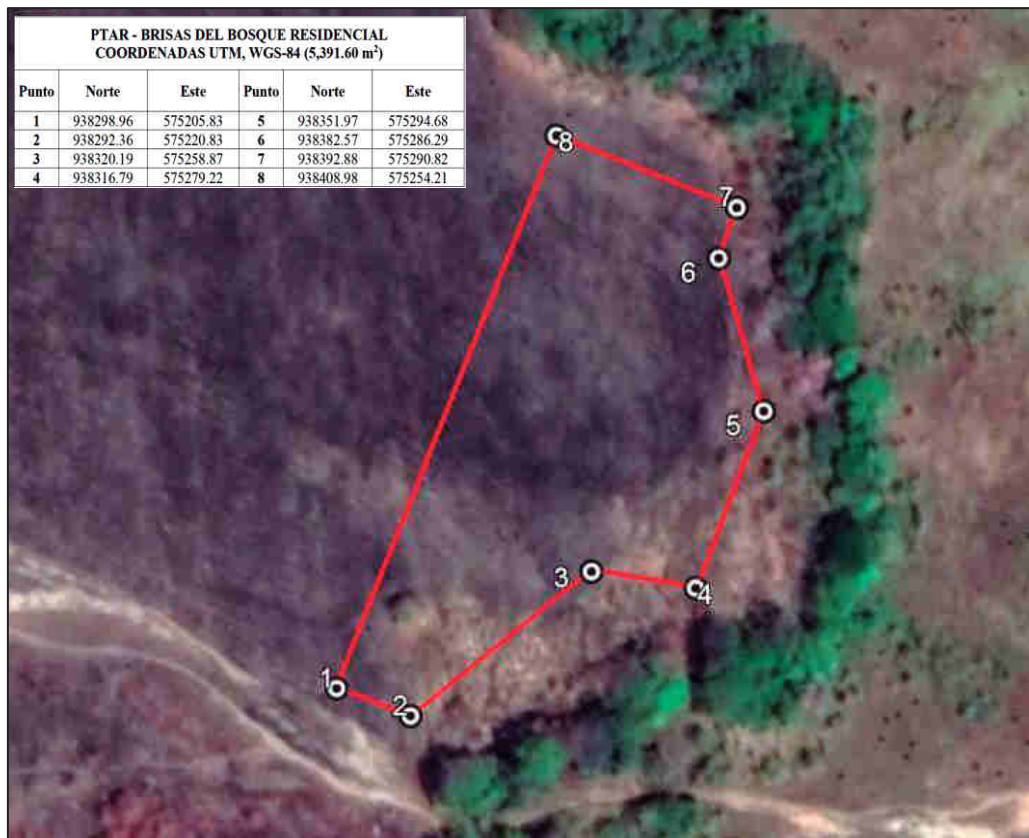 PTAR - BRISAS DEL BOSQUE RESIDENCIAL
COORDENADAS UTM, WGS-84 (5,391.60 m²)
Punto Norte Este Punto Norte Este
1 938298.96 575205.83 5 938351.97 575294.68
2 938292.36 575220.83 6 938382.57 575286.29
3 938320.19 575258.87 7 938392.88 575290.82
4 938316.79 575279.22 8 938408.98 575254.21
8
7
6
5
3
4
1
2